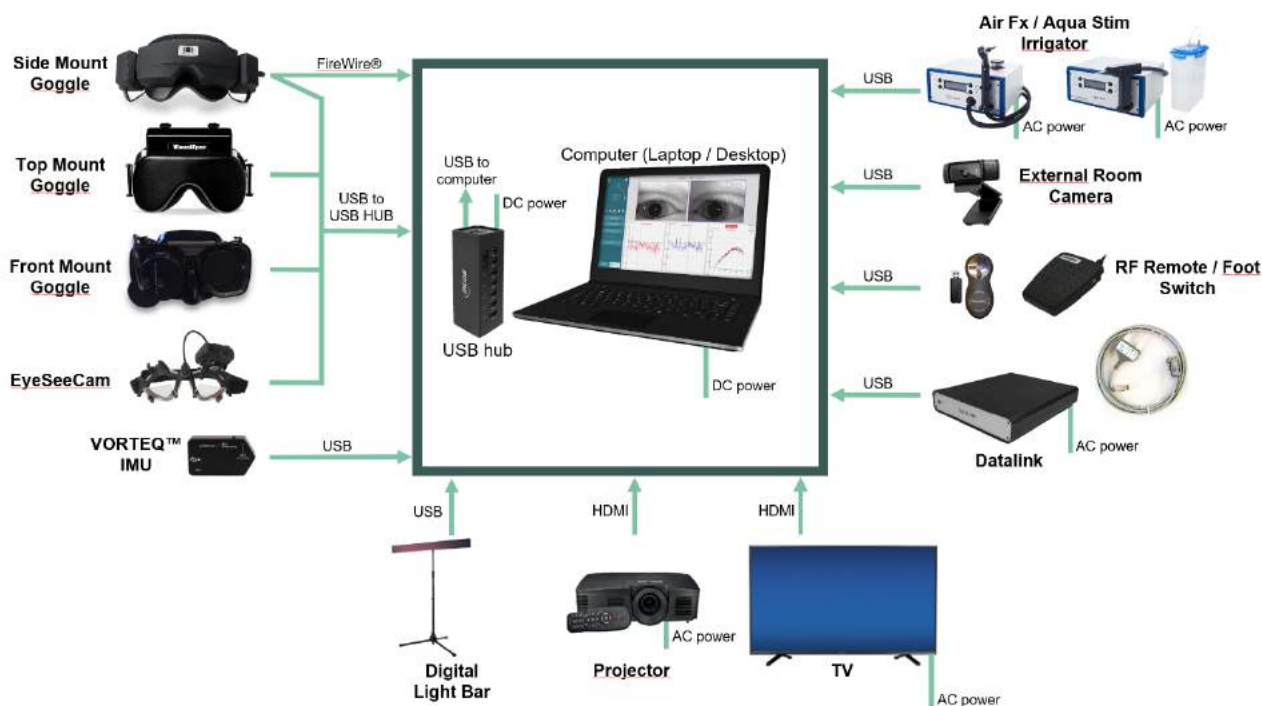 Side Mount
Goggle
FireWire®
Top Mount
Goggle
USB to
USB HUB
Front Mount
Goggle
EyeSeeCam
VORTEQ™
IMU
USB
USB to
computer
DC power
USB hub
Computer (Laptop / Desktop)
DC power
Air Fx / Aqua Stim
Irrigator
USB
AC power
AC power
USB
External Room
Camera
USB
RF Remote / Foot
Switch
USB
AC power
Datalink
USB
Digital
Light Bar
HDMI
AC power
Projector
HDMI
TV
AC power